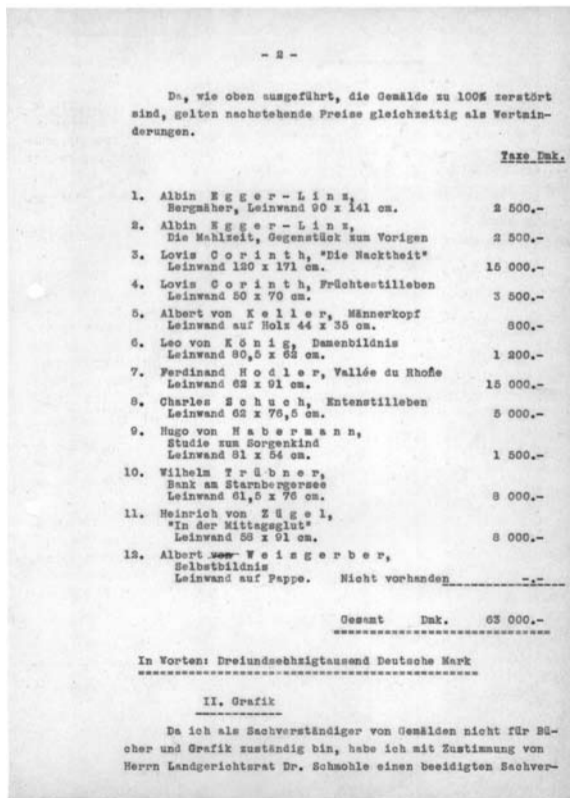 - 2 -
Da, wie oben ausgeführt, die Gemälde zu 100% zerstört
sind, gelten nachstehende Preise gleichzeitig als Wertmin-
derungen.
Taxe Dmk.
1. Albin E g g e r - L i n z,
Bergmäher, Leinwand 90 x 141 cm. 2 500.-
2. Albin E g g e r - L i n z,
Die Mahlzeit, Gegenstück zum Vorigen 2 500.-
3. Lovis C o r i n t h, "Die Nacktheit"
Leinwand 120 x 171 cm. 15 000.-
4. Lovis C o r i n t h, Früchtestilleben
Leinwand 50 x 70 cm. 3 500.-
5. Albert von K e l l e r, Männerkopf
Leinwand auf Holz 44 x 35 cm. 800.-
6. Leo von K ö n i g, Damenbildnis
Leinwand 80,5 x 62 cm. 1 200.-
7. Ferdinand H o d l e r, Vallée du Rhoñe
Leinwand 62 x 91 cm. 15 000.-
8. Charles S c h u c h, Entenstilleben
Leinwand 62 x 76,5 cm. 5 000.-
9. Hugo von H a b e r m a n n,
Studie zum Sorgenkind
Leinwand 81 x 54 cm. 1 500.-
10. Wilhelm T r ü b n e r,
Bank am Starnbergersee
Leinwand 61,5 x 76 cm. 8 000.-
11. Heinrich von Z ü g e l,
"In der Mittagsglut"
Leinwand 56 x 91 cm. 8 000.-
12. Albert von W e i s g e r b e r,
Selbstbildnis
Leinwand auf Pappe. Nicht vorhanden -.-
Gesamt Dmk. 63 000.-
In Worten: Dreiundsechzigtausend Deutsche Mark
II. Grafik
Da ich als Sachverständiger von Gemälden nicht für Bü-
cher und Grafik zuständig bin, habe ich mit Zustimmung von
Herrn Landgerichtsrat Dr. Schmohle einen beeidigten Sachver-